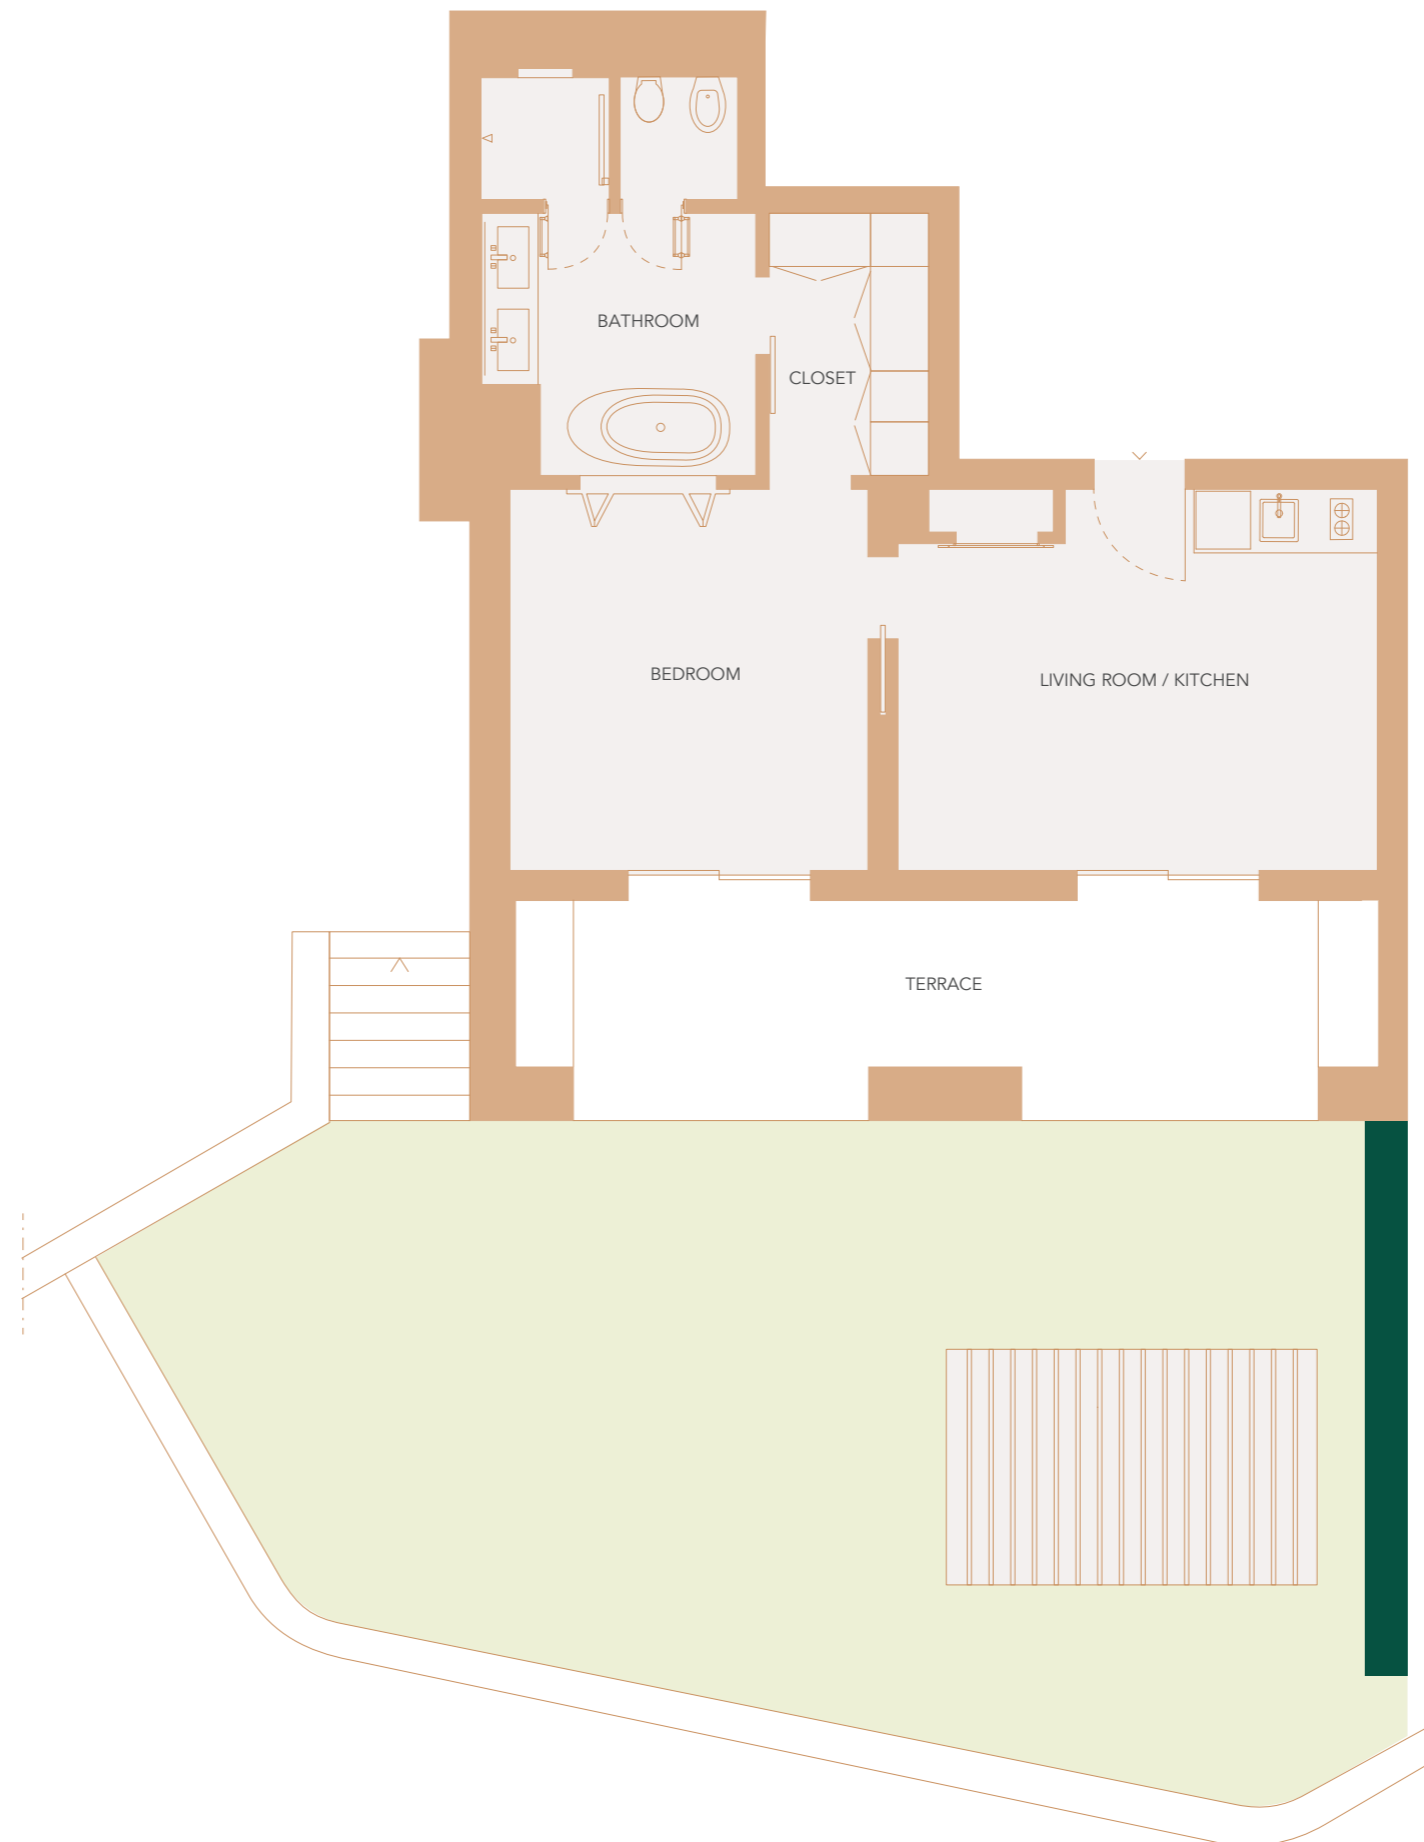 BATHROOM
CLOSET
BEDROOM
LIVING ROOM / KITCHEN
TERRACE